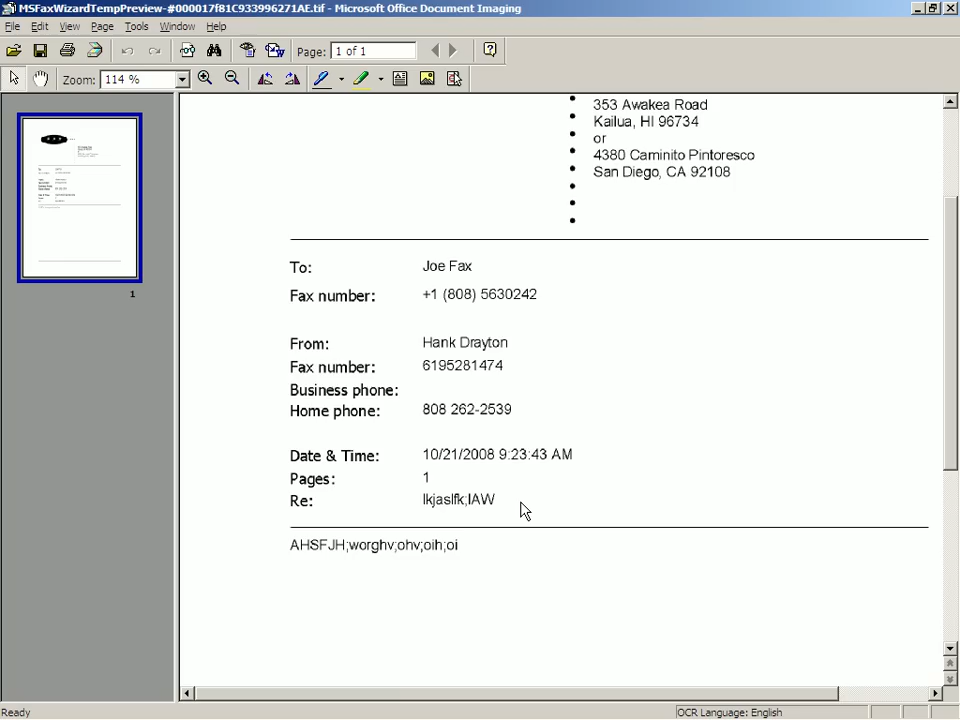 MSFaxWizardTempPreview-#000017f81C933996271AE.tif - Microsoft Office Document Imaging
File Edit View Page Tools Window Help
Page: 1 of 1
Zoom: 114 %
353 Awakea Road
Kailua, HI 96734
or
4380 Caminito Pintoresco
San Diego, CA 92108
1
To: Joe Fax
Fax number: +1 (808) 5630242
From: Hank Drayton
Fax number: 6195281474
Business phone:
Home phone: 808 262-2539
Date & Time: 10/21/2008 9:23:43 AM
Pages: 1
Re: lkjaslfk;IAW
AHSFJH;worghv;ohv;oih;oi
Ready
OCR Language: English